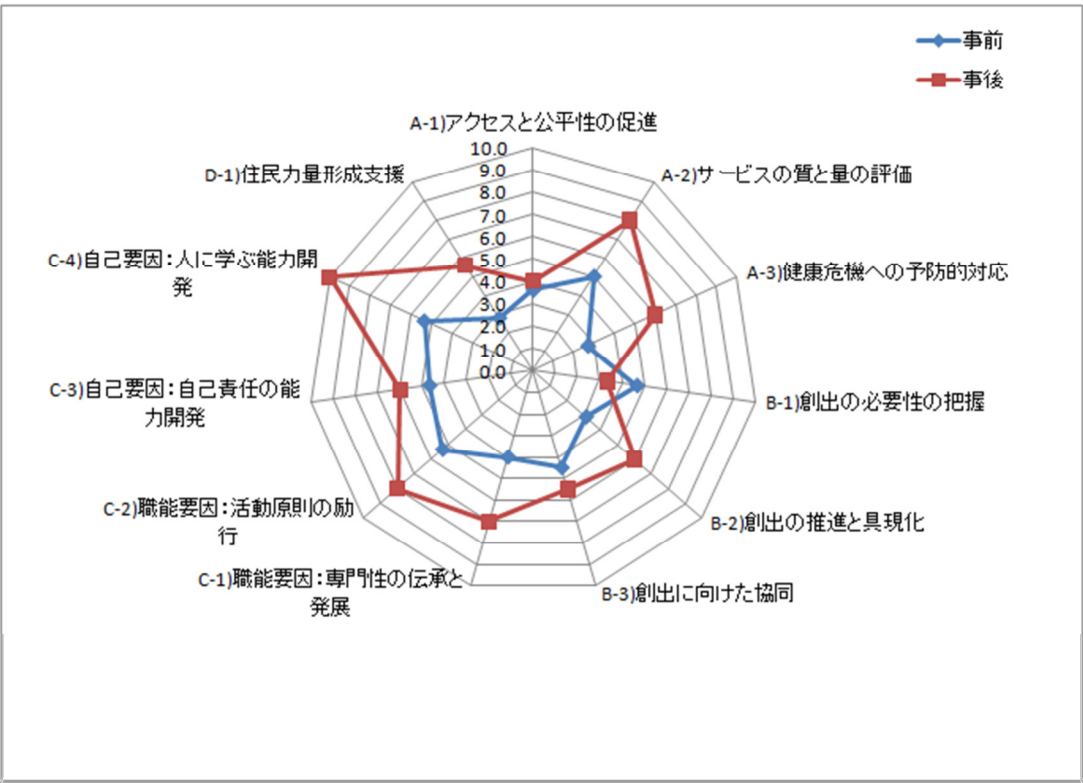 事前
事後
A-1)アクセスと公平性の促進
10.0
9.0
8.0
7.0
6.0
5.0
4.0
3.0
2.0
1.0
0.0
A-2)サービスの質と量の評価
A-3)健康危機への予防的対応
B-1)創出の必要性の把握
B-2)創出の推進と具現化
B-3)創出に向けた協同
C-1)職能要因:専門性の伝承と
発展
C-2)職能要因:活動原則の励
行
C-3)自己要因:自己責任の能
力開発
C-4)自己要因:人に学ぶ能力開
発
D-1)住民力量形成支援